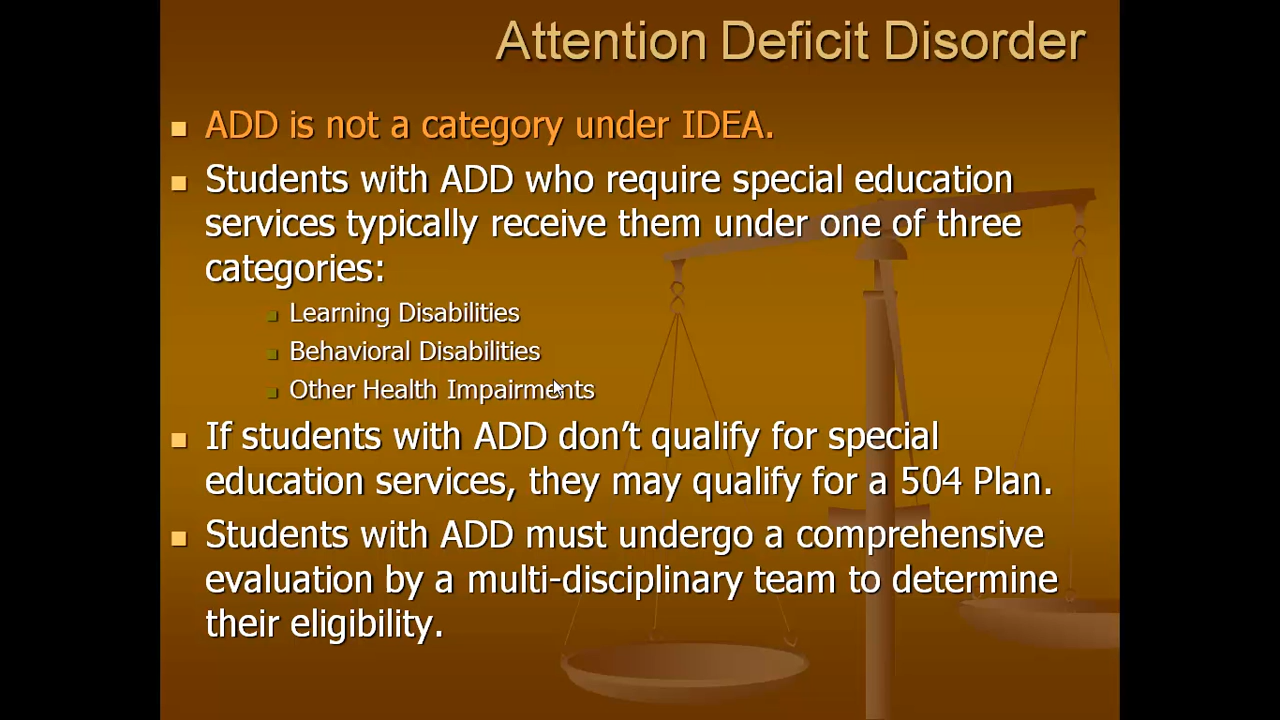 Attention Deficit Disorder
ADD is not a category under IDEA.
Students with ADD who require special education
services typically receive them under one of three
categories:
Learning Disabilities
Behavioral Disabilities
Other Health Impairments
If students with ADD don’t qualify for special
education services, they may qualify for a 504 Plan.
Students with ADD must undergo a comprehensive
evaluation by a multi-disciplinary team to determine
their eligibility.